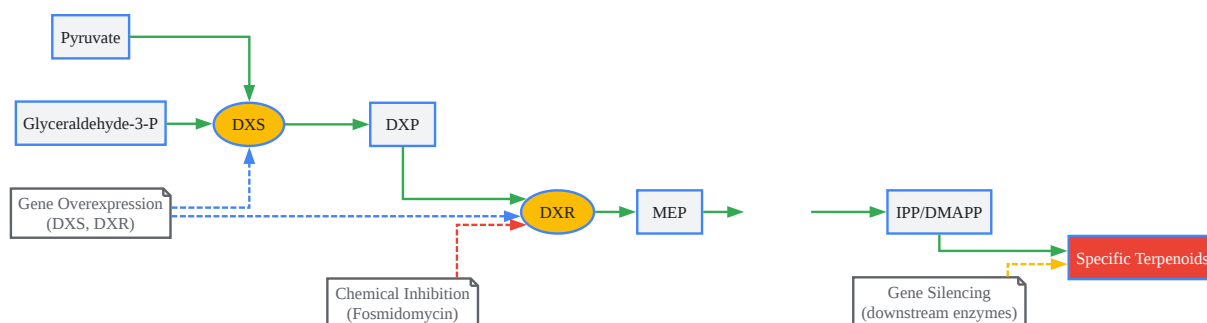 Pyruvate
Glyceraldehyde-3-P
DXS
DXP
Gene Overexpression
(DXS, DXR)
DXR
MEP
IPP/DMAPP
Specific Terpenoids
Chemical Inhibition
(Fosmidomycin)
Gene Silencing
(downstream enzymes)